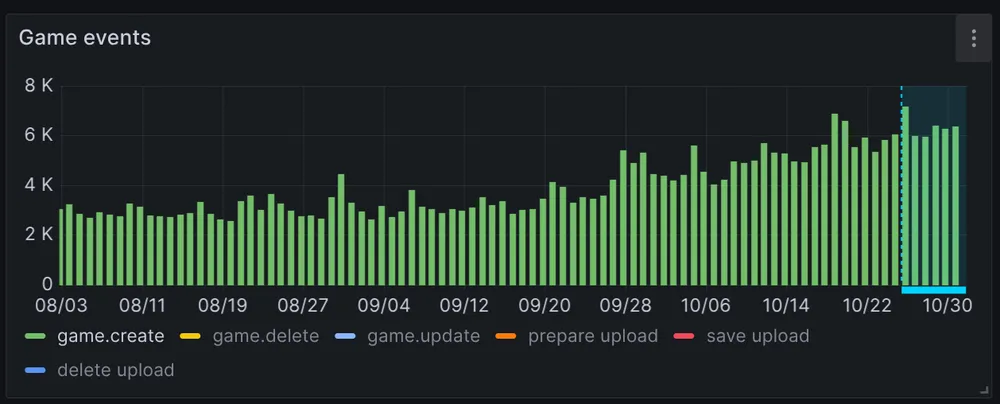 Game events
8 K
6 K
4 K
2 K
0
08/03 08/11 08/19 08/27 09/04 09/12 09/20 09/28 10/06 10/14 10/22 10/30
game.create game.delete game.update prepare upload save upload
delete upload